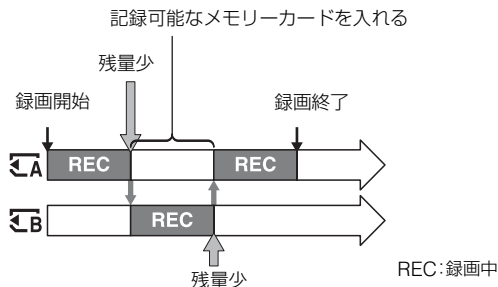 記録可能なメモリーカードを入れる
残量少
録画開始
録画終了
A REC REC
B REC
残量少
REC：録画中